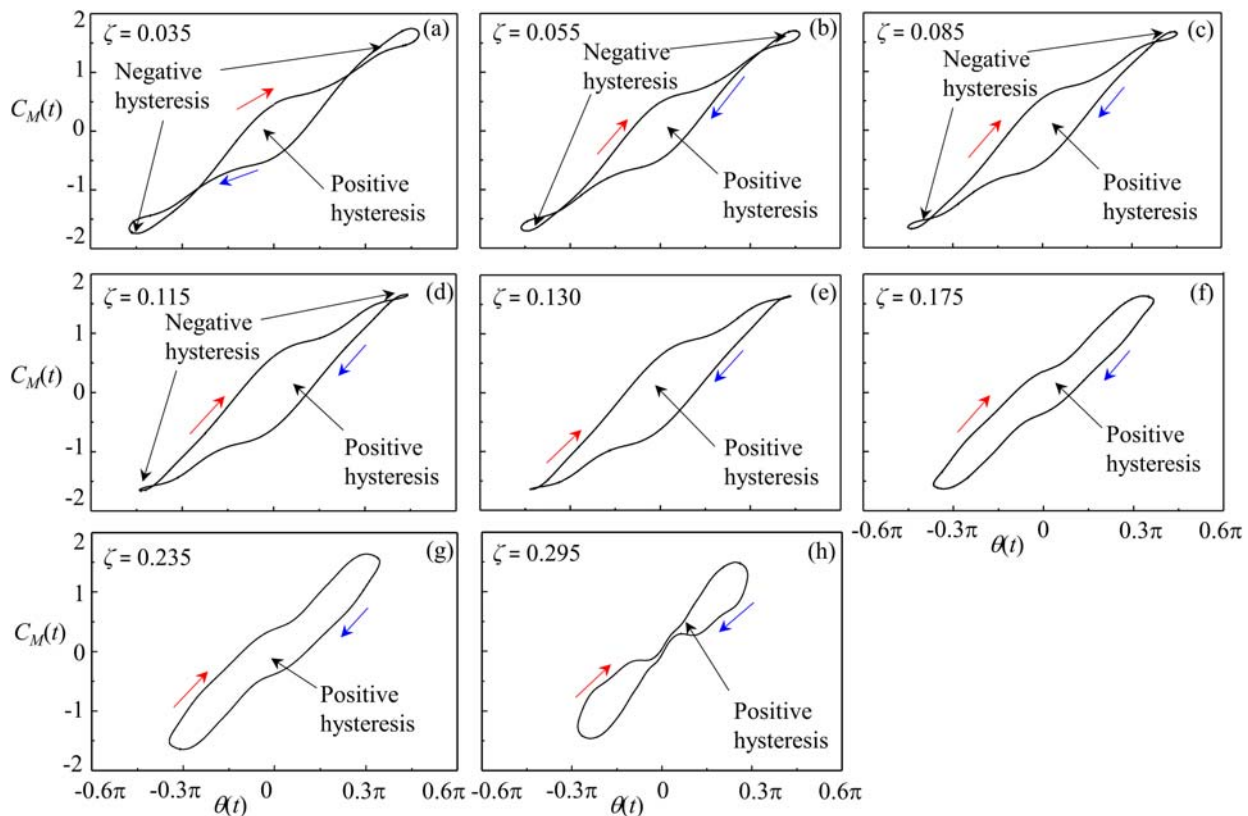 ζ = 0.035
(a)
Negative
hysteresis
Positive
hysteresis
C_M(t)
2
1
0
-1
-2
ζ = 0.055
(b)
Negative
hysteresis
Positive
hysteresis
ζ = 0.085
(c)
Negative
hysteresis
Positive
hysteresis
ζ = 0.115
(d)
Negative
hysteresis
Positive
hysteresis
C_M(t)
2
1
0
-1
-2
ζ = 0.130
(e)
Positive
hysteresis
ζ = 0.175
(f)
Positive
hysteresis
-0.6π -0.3π 0 0.3π 0.6π
θ(t)
ζ = 0.235
(g)
Positive
hysteresis
C_M(t)
2
1
0
-1
-2
-0.6π -0.3π 0 0.3π 0.6π
θ(t)
ζ = 0.295
(h)
Positive
hysteresis
-0.6π -0.3π 0 0.3π 0.6π
θ(t)